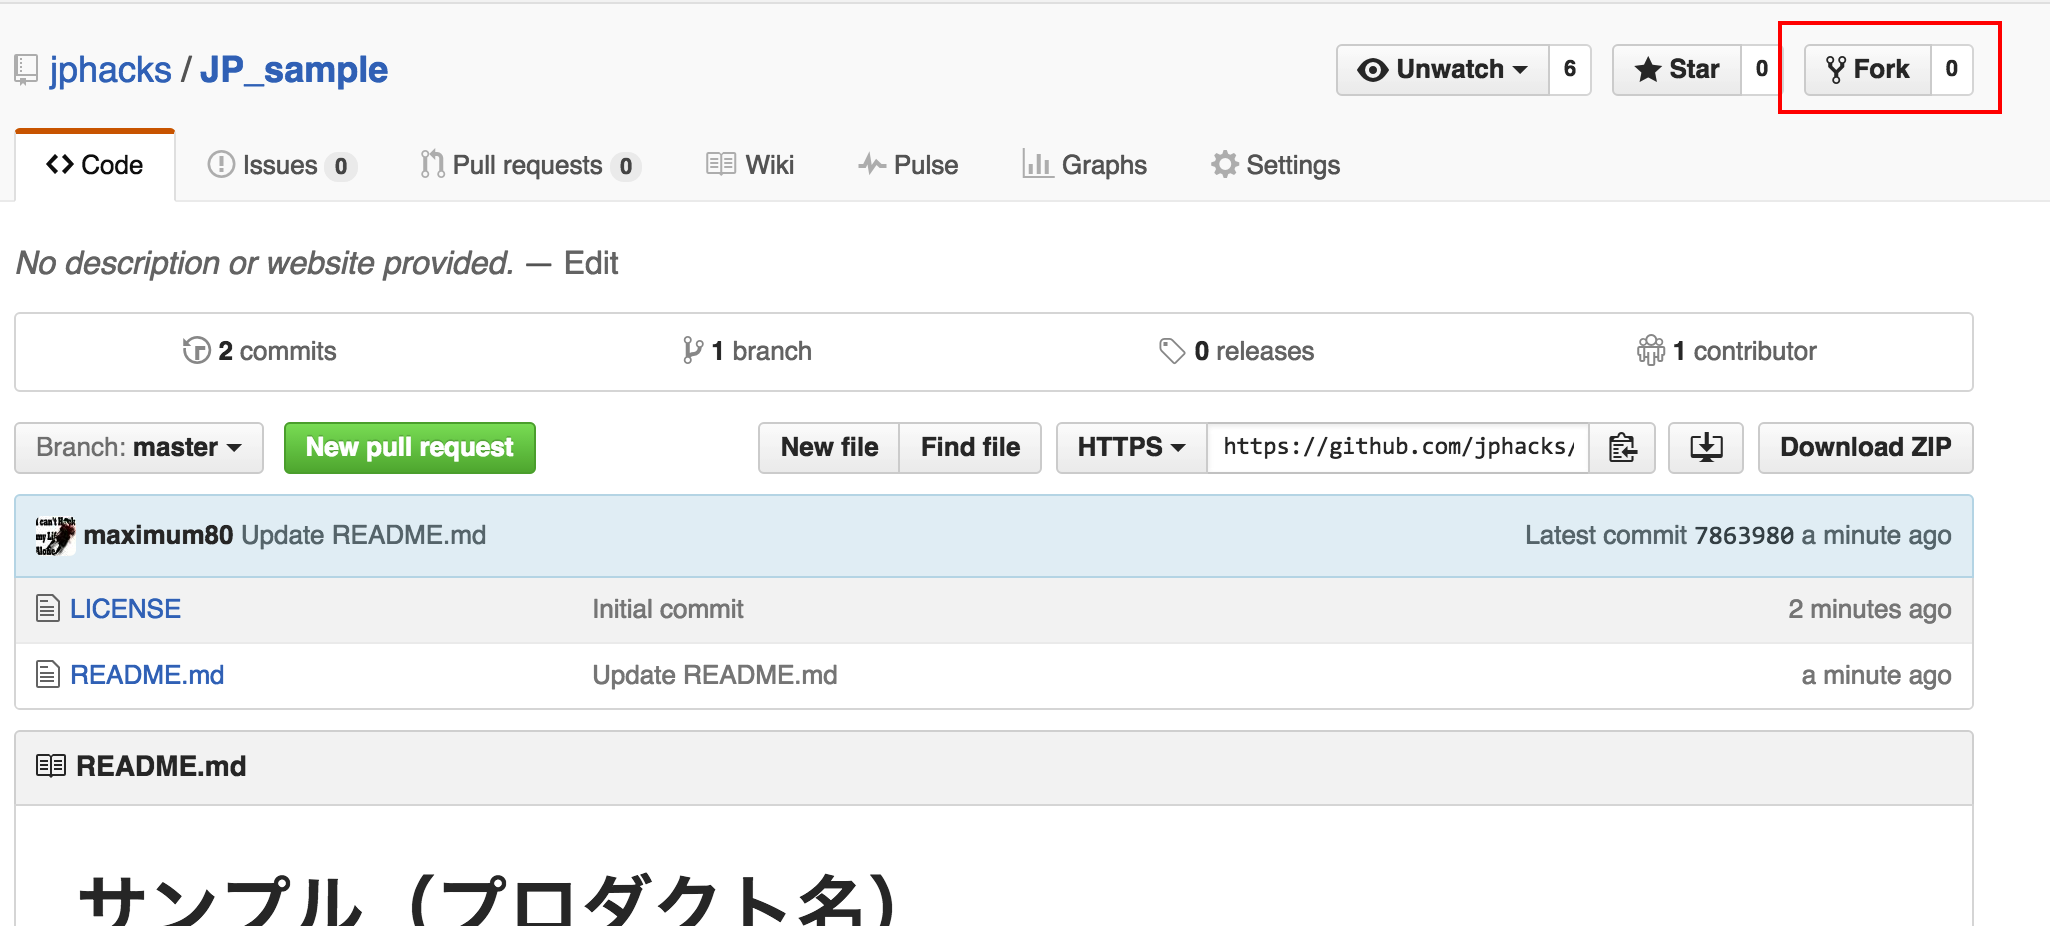 jphacks / JP_sample
Unwatch 6 Star 0 Fork 0
Code Issues 0 Pull requests 0 Wiki Pulse Graphs Settings
No description or website provided. — Edit
2 commits 1 branch 0 releases 1 contributor
Branch: master New pull request New file Find file HTTPS https://github.com/jphacks/ Download ZIP
maximum80 Update README.md Latest commit 7863980 a minute ago
LICENSE Initial commit 2 minutes ago
README.md Update README.md a minute ago
README.md
サンプル（プロダクト名）